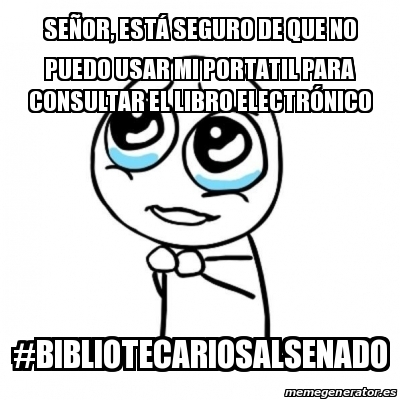 SEÑOR, ESTÁ SEGURO DE QUE NO
PUEDO USAR MI PORTATIL PARA
CONSULTAR EL LIBRO ELECTRÓNICO
#BIBLIOTECARIOSALSENADO
memegenerator.es